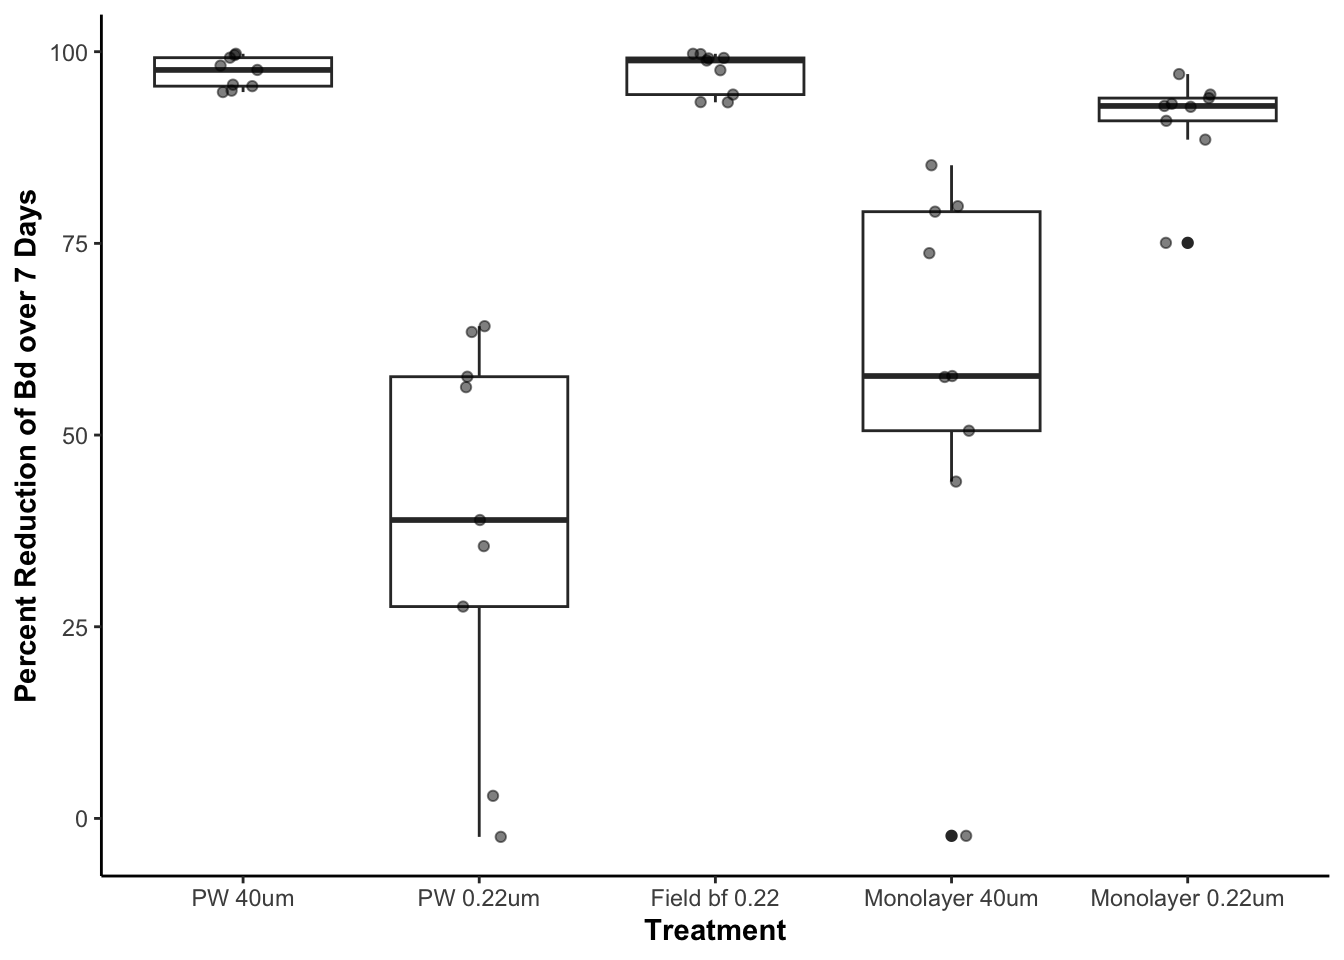 Percent Reduction of Bd over 7 Days
100
75
50
25
0
PW 40um
PW 0.22um
Field bf 0.22
Monolayer 40um
Monolayer 0.22um
Treatment